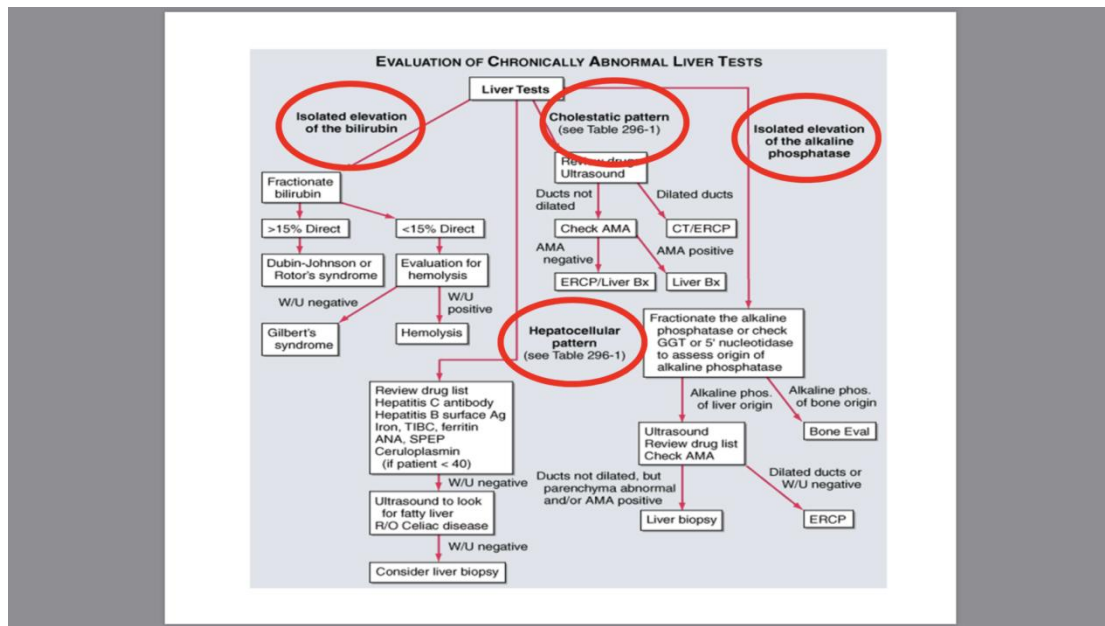 EVALUATION OF CHRONICALLY ABNORMAL LIVER TESTS
Liver Tests
Isolated elevation
of the bilirubin
Fractionate
bilirubin
>15% Direct
<15% Direct
Dubin-Johnson or
Rotor's syndrome
Evaluation for
hemolysis
W/U negative
W/U
positive
Gilbert's
syndrome
Hemolysis
Hepatocellular
pattern
(see Table 296-1)
Review drug list
Hepatitis C antibody
Hepatitis B surface Ag
Iron, TIBC, ferritin
ANA, SPEP
Ceruloplasmin
(if patient < 40)
W/U negative
Ultrasound to look
for fatty liver
R/O Celiac disease
W/U negative
Consider liver biopsy
Cholestatic pattern
(see Table 296-1)
Review drugs
Ultrasound
Ducts not
dilated
Dilated ducts
Check AMA
CT/ERCP
AMA
negative
AMA positive
ERCP/Liver Bx
Liver Bx
Isolated elevation
of the alkaline
phosphatase
Fractionate the alkaline
phosphatase or check
GGT or 5' nucleotidase
to assess origin of
alkaline phosphatase
Alkaline phos.
of liver origin
Alkaline phos.
of bone origin
Ultrasound
Review drug list
Check AMA
Bone Eval
Ducts not dilated, but
parenchyma abnormal
and/or AMA positive
Dilated ducts or
W/U negative
Liver biopsy
ERCP